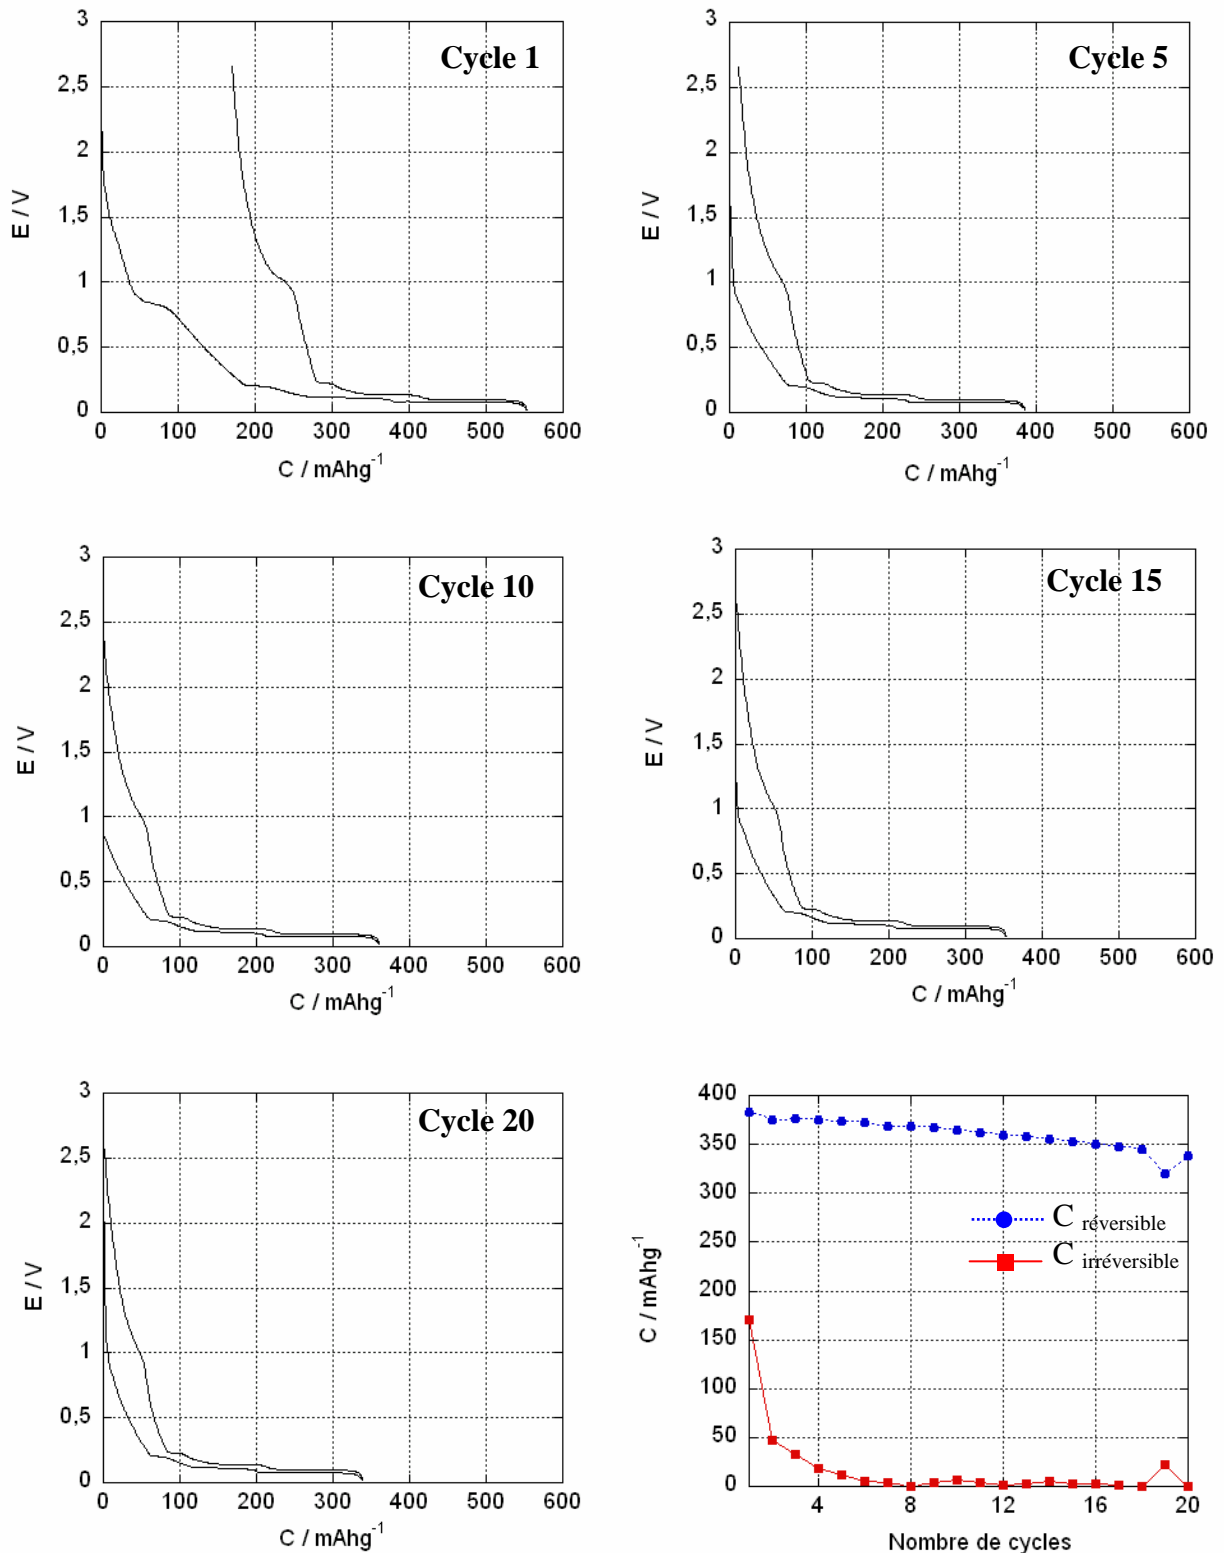 Cycle 1
3
2,5
2
1,5
1
0,5
0
E / V
0 100 200 300 400 500 600
C / mAhg-1
Cycle 5
3
2,5
2
1,5
1
0,5
0
E / V
0 100 200 300 400 500 600
C / mAhg-1
Cycle 10
3
2,5
2
1,5
1
0,5
0
E / V
0 100 200 300 400 500 600
C / mAhg-1
Cycle 15
3
2,5
2
1,5
1
0,5
0
E / V
0 100 200 300 400 500 600
C / mAhg-1
Cycle 20
3
2,5
2
1,5
1
0,5
0
E / V
0 100 200 300 400 500 600
C / mAhg-1
400
350
300
250
200
150
100
50
0
C / mAhg-1
C réversible
C irréversible
4 8 12 16 20
Nombre de cycles